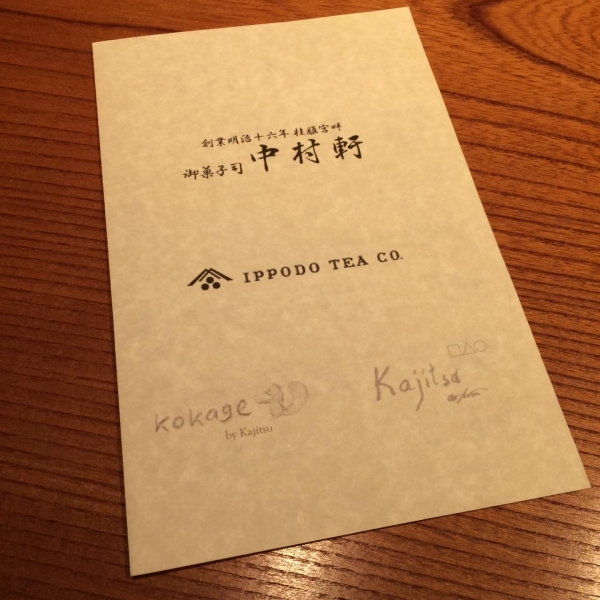 創業明治十六年 桂離宮畔
御菓子司 中村軒
IPPODO TEA CO.
kokage
by Kajitsu
Kajitsu